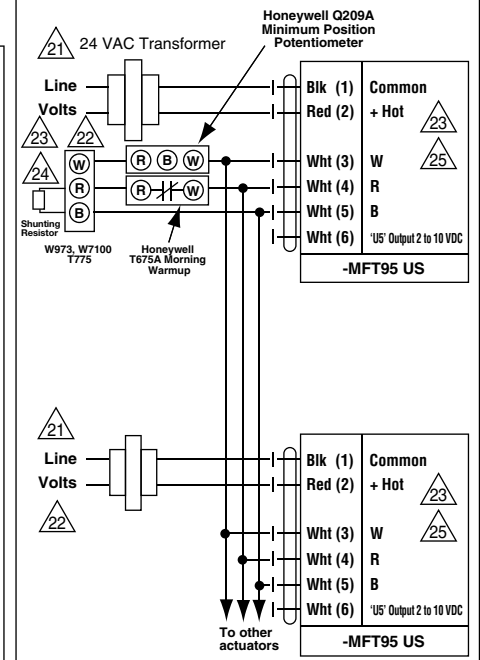 Honeywell Q209A
Minimum Position
Potentiometer
21
24 VAC Transformer
Line
Volts
Blk (1) Common
Red (2) + Hot
23
Wht (3) W
25
Wht (4) R
Wht (5) B
Wht (6) 'U5' Output 2 to 10 VDC
-MFT95 US
23
22
24
W
R
B
R B W
R W
Shunting
Resistor
W973, W7100
T775
Honeywell
T675A Morning
Warmup
21
Line
Volts
22
Blk (1) Common
Red (2) + Hot
23
Wht (3) W
25
Wht (4) R
Wht (5) B
Wht (6) 'U5' Output 2 to 10 VDC
-MFT95 US
To other
actuators